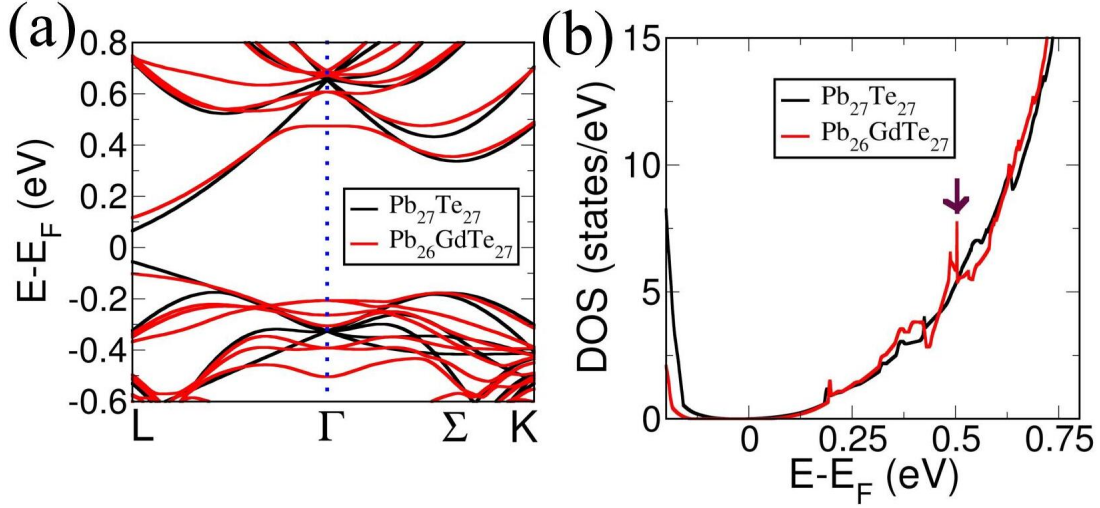 (a)
0.8
0.6
0.4
0.2
0
-0.2
-0.4
-0.6
E-E_F (eV)
Pb₂₇Te₂₇
Pb₂₆GdTe₂₇
L Γ Σ K
(b)
15
10
5
0
DOS (states/eV)
Pb₂₇Te₂₇
Pb₂₆GdTe₂₇
0 0.25 0.5 0.75
E-E_F (eV)